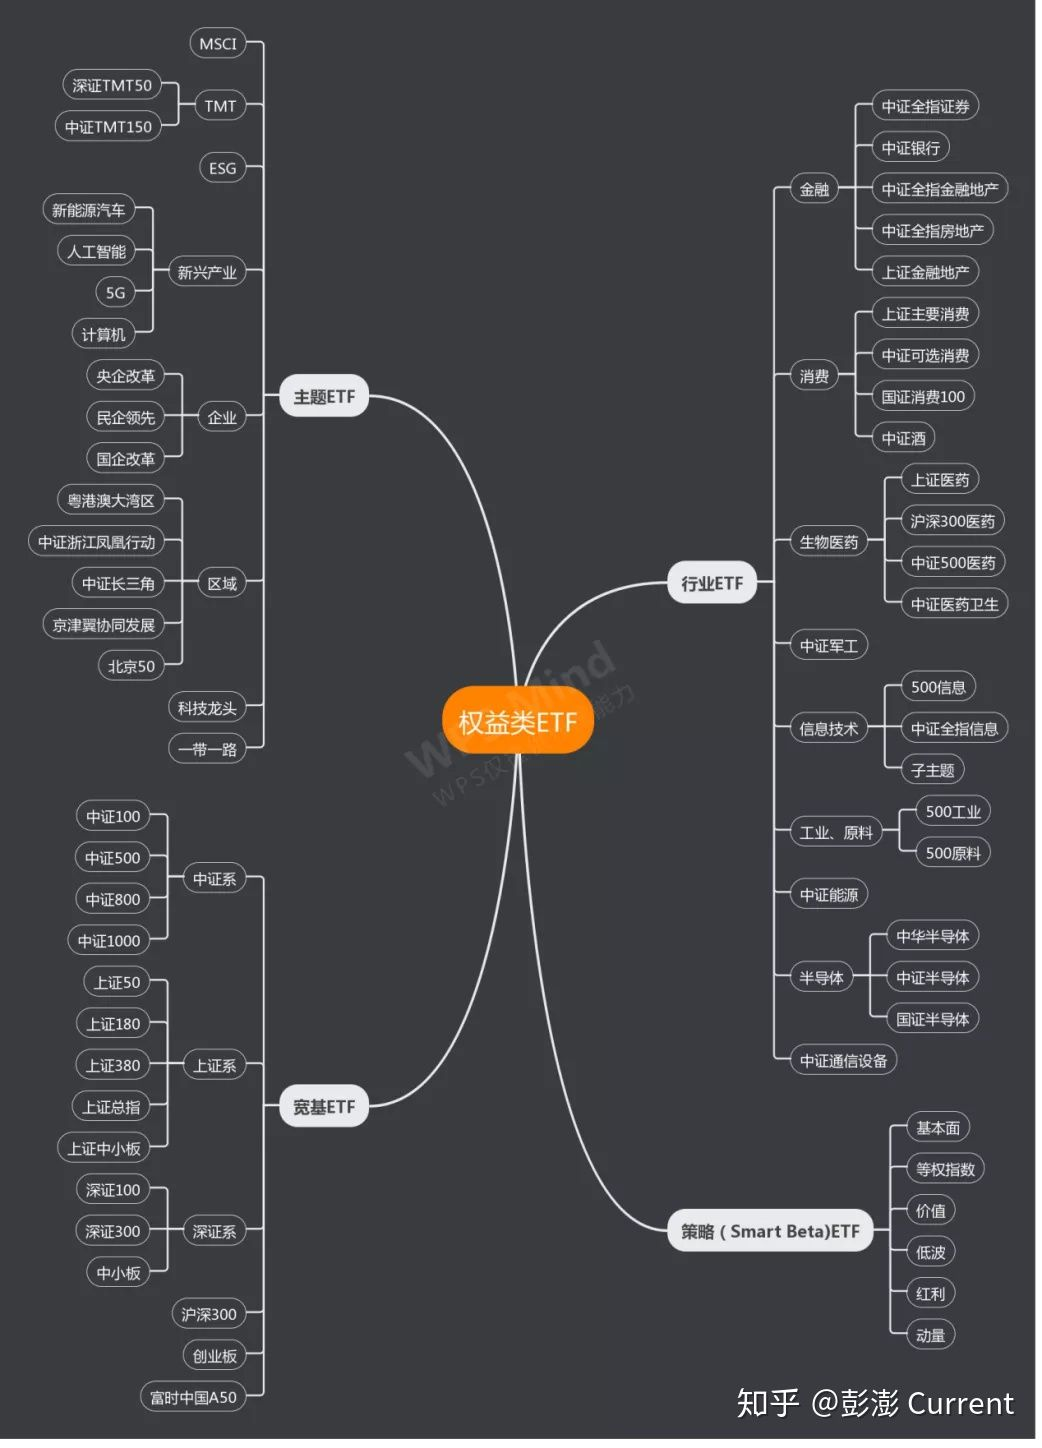 权益类ETF
主题ETF
MSCI
TMT
深证TMT50
中证TMT150
ESG
新兴产业
新能源汽车
人工智能
5G
计算机
企业
央企改革
民企领先
国企改革
区域
粤港澳大湾区
中证浙江凤凰行动
中证长三角
京津翼协同发展
北京50
科技龙头
一带一路
宽基ETF
中证系
中证100
中证500
中证800
中证1000
上证系
上证50
上证180
上证380
上证总指
上证中小板
深证系
深证100
深证300
中小板
沪深300
创业板
富时中国A50
行业ETF
金融
中证全指证券
中证银行
中证全指金融地产
中证全指房地产
上证金融地产
消费
上证主要消费
中证可选消费
国证消费100
中证酒
生物医药
上证医药
沪深300医药
中证500医药
中证医药卫生
中证军工
信息技术
500信息
中证全指信息
子主题
工业、原料
500工业
500原料
中证能源
半导体
中华半导体
中证半导体
国证半导体
中证通信设备
策略（Smart Beta)ETF
基本面
等权指数
价值
低波
红利
动量
知乎 @彭澎 Current